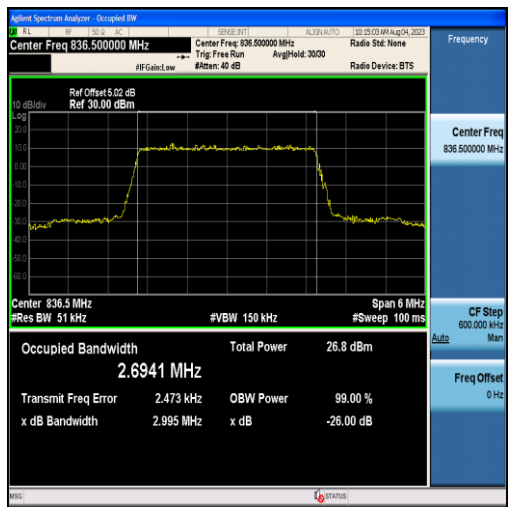 Agilent Spectrum Analyzer - Occupied BW
RL RF 50 Ω AC SENSE:INT ALIGN AUTO 10:15:03 AM Aug 04, 2023
Center Freq 836.500000 MHz
Center Freq: 836.500000 MHz
Radio Std: None
Trig: Free Run Avg|Hold: 30/30
#IFGain:Low
#Atten: 40 dB
Radio Device: BTS
Ref Offset 5.02 dB
10 dB/div Ref 30.00 dBm
Log
20.0
10.0
0.00
-10.0
-20.0
-30.0
-40.0
-50.0
-60.0
Center 836.5 MHz Span 6 MHz
#Res BW 51 kHz #VBW 150 kHz #Sweep 100 ms
Occupied Bandwidth Total Power 26.8 dBm
2.6941 MHz
Transmit Freq Error 2.473 kHz OBW Power 99.00 %
x dB Bandwidth 2.995 MHz x dB -26.00 dB
MSG STATUS
Frequency
Center Freq
836.500000 MHz
CF Step
600.000 kHz
Auto Man
Freq Offset
0 Hz